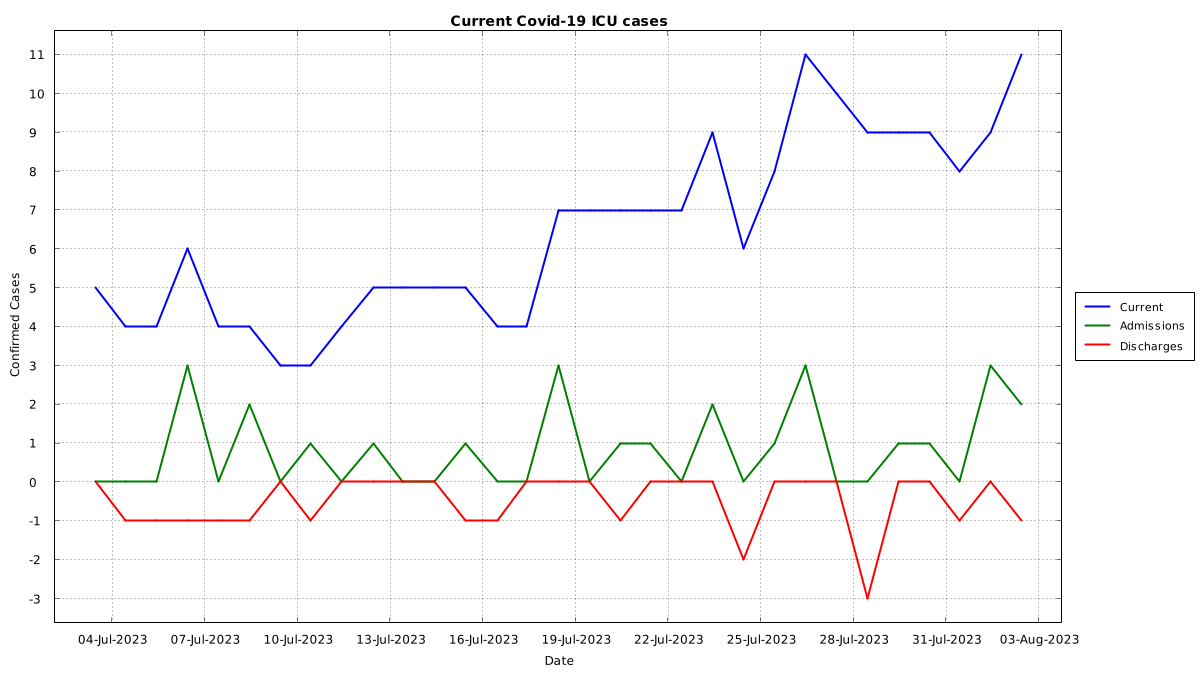 Current Covid-19 ICU cases
11
10
9
8
7
6
5
4
3
2
1
0
-1
-2
-3
Confirmed Cases
04-Jul-2023 07-Jul-2023 10-Jul-2023 13-Jul-2023 16-Jul-2023 19-Jul-2023 22-Jul-2023 25-Jul-2023 28-Jul-2023 31-Jul-2023 03-Aug-2023
Date
Current
Admissions
Discharges